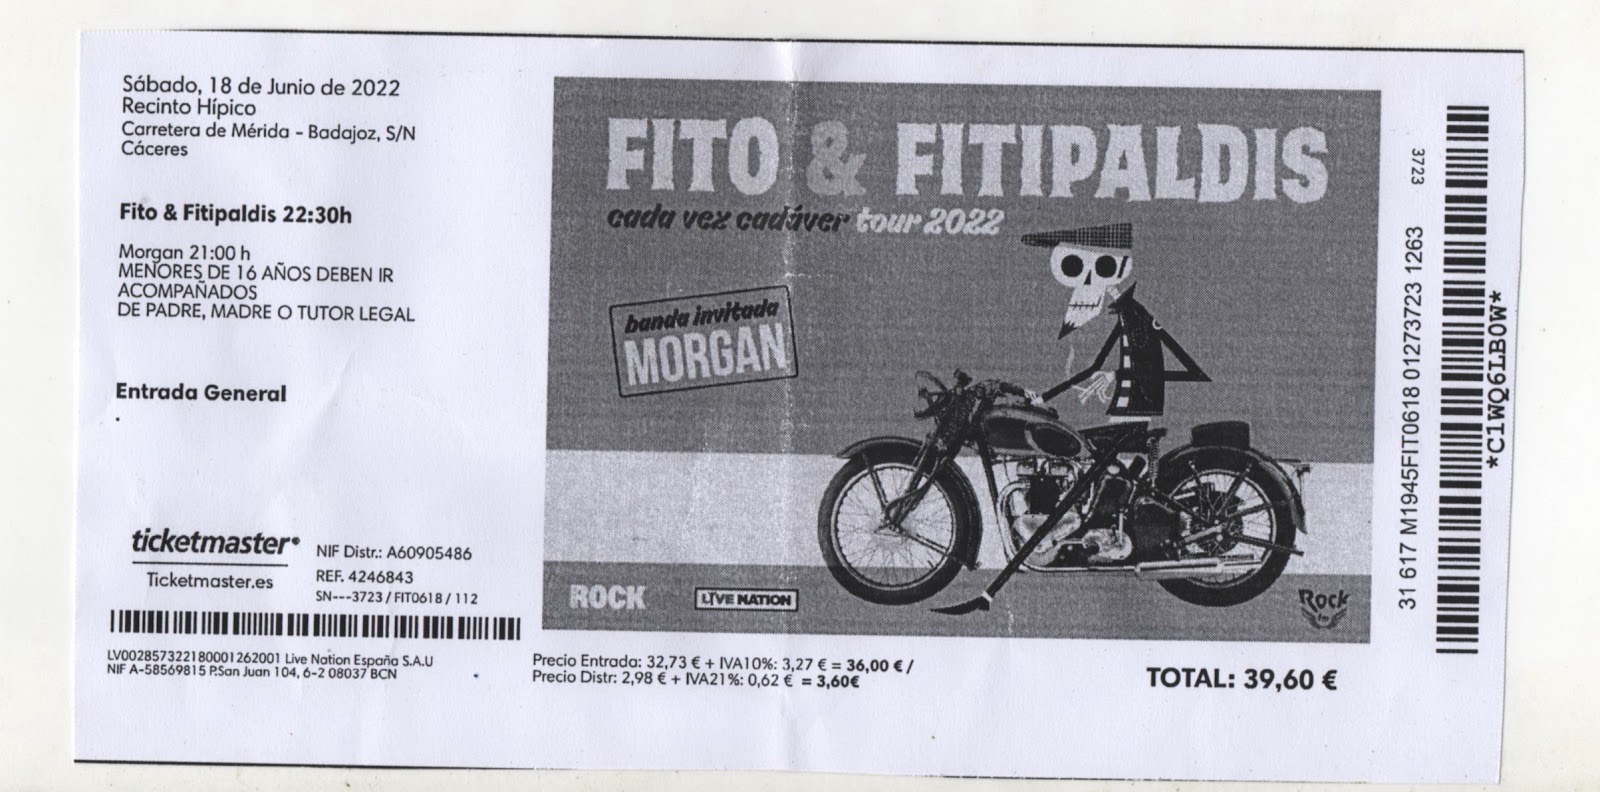 Sábado, 18 de Junio de 2022
Recinto Hípico
Carretera de Mérida - Badajoz, S/N
Cáceres
Fito & Fitipaldis 22:30h
Morgan 21:00 h
MENORES DE 16 AÑOS DEBEN IR
ACOMPAÑADOS
DE PADRE, MADRE O TUTOR LEGAL
Entrada General
ticketmaster®
Ticketmaster.es
NIF Distr.: A60905486
REF. 4246843
SN---3723 / FIT0618 / 112
LV002857322180001262001 Live Nation España S.A.U
NIF A-58569815 P.San Juan 104, 6-2 08037 BCN
FITO & FITIPALDIS
cada vez cadáver tour 2022
banda invitada
MORGAN
ROCK
LIVE NATION
Rock
fm
Precio Entrada: 32,73 € + IVA10%: 3,27 € = 36,00 € /
Precio Distr: 2,98 € + IVA21%: 0,62 € = 3,60€
TOTAL: 39,60 €
3723
31 617 M1945FIT0618 01273723 1263
*C1WQ6LBOW*